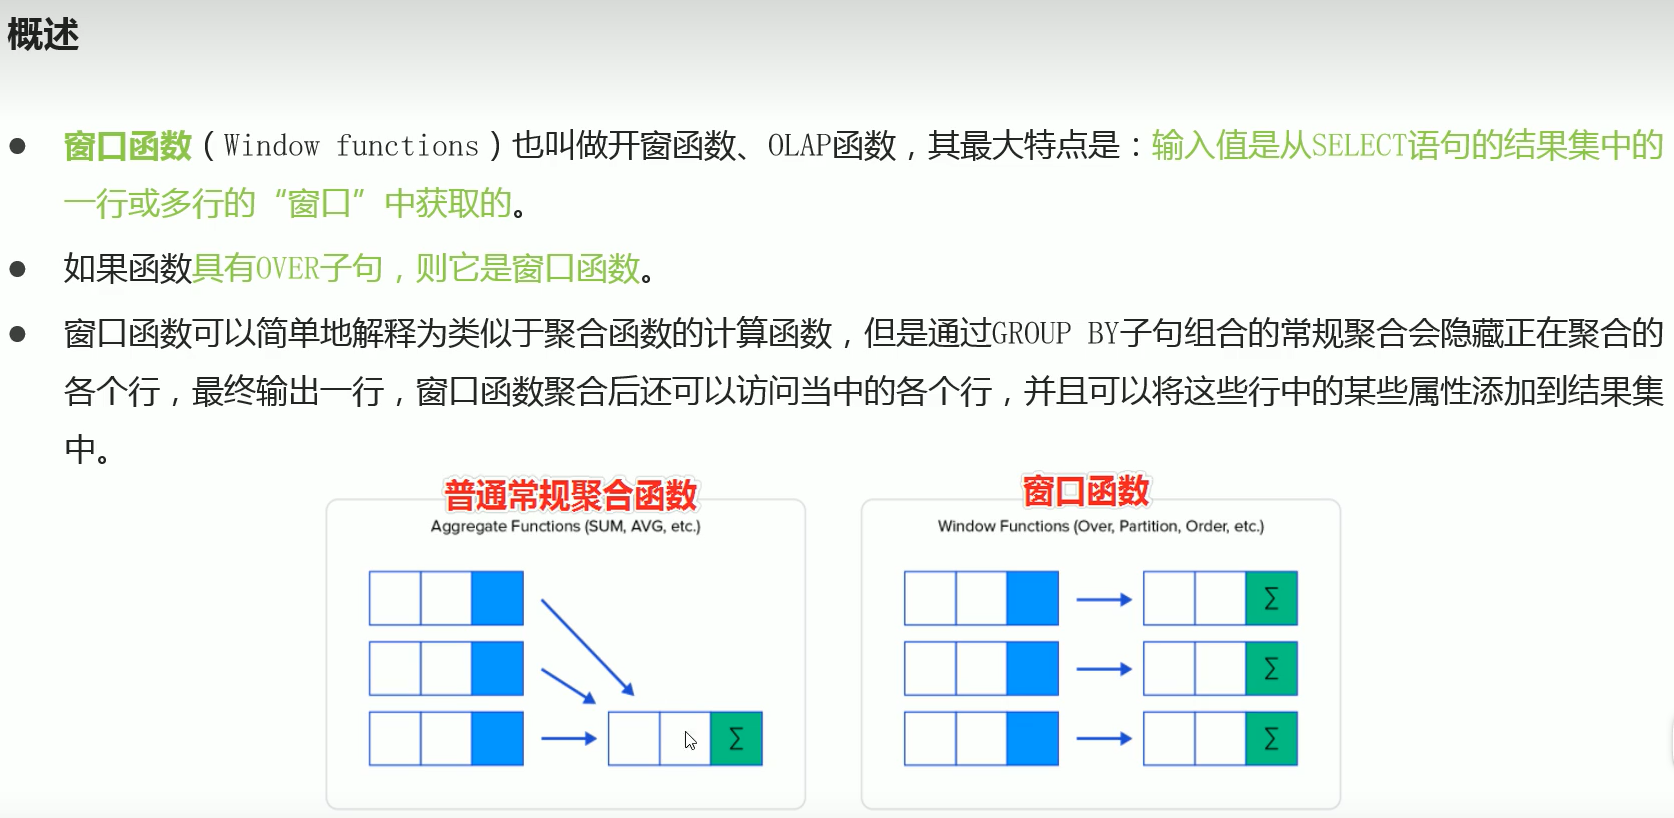 概述
● 窗口函数（Window functions）也叫做开窗函数、OLAP函数，其最大特点是：输入值是从SELECT语句的结果集中的
一行或多行的“窗口”中获取的。
● 如果函数具有OVER子句，则它是窗口函数。
● 窗口函数可以简单地解释为类似于聚合函数的计算函数，但是通过GROUP BY子句组合的常规聚合会隐藏正在聚合的
各个行，最终输出一行，窗口函数聚合后还可以访问当中的各个行，并且可以将这些行中的某些属性添加到结果集
中。
普通常规聚合函数
Aggregate Functions (SUM, AVG, etc.)
Σ
窗口函数
Window Functions (Over, Partition, Order, etc.)
Σ
Σ
Σ